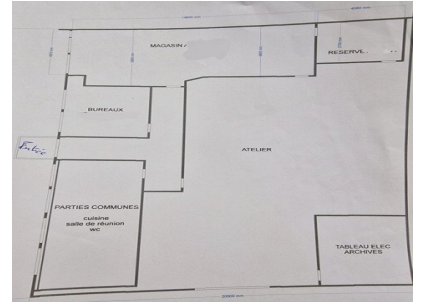 MAGASIN
RESERVE
BUREAUX
Entrée
ATELIER
PARTIES COMMUNES
cuisine
salle de réunion
wc
TABLEAU ELEC
ARCHIVES